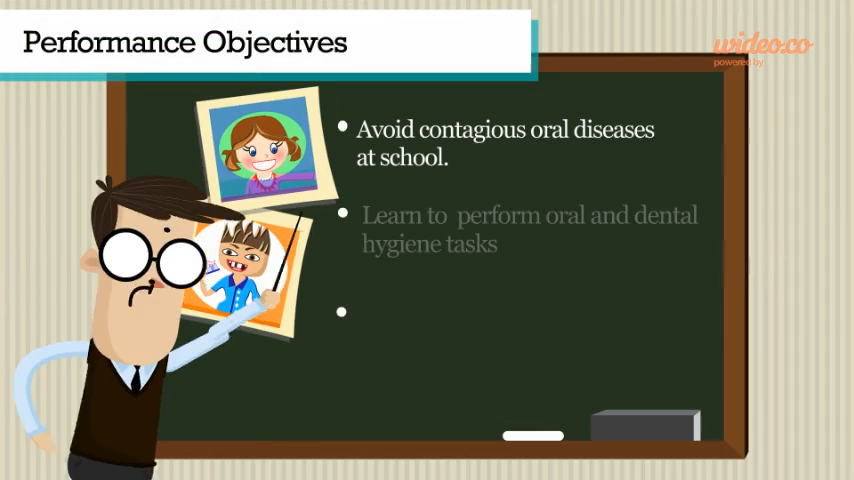 Performance Objectives
wideo.co
powered by
• Avoid contagious oral diseases
at school.
• Learn to perform oral and dental
hygiene tasks
•